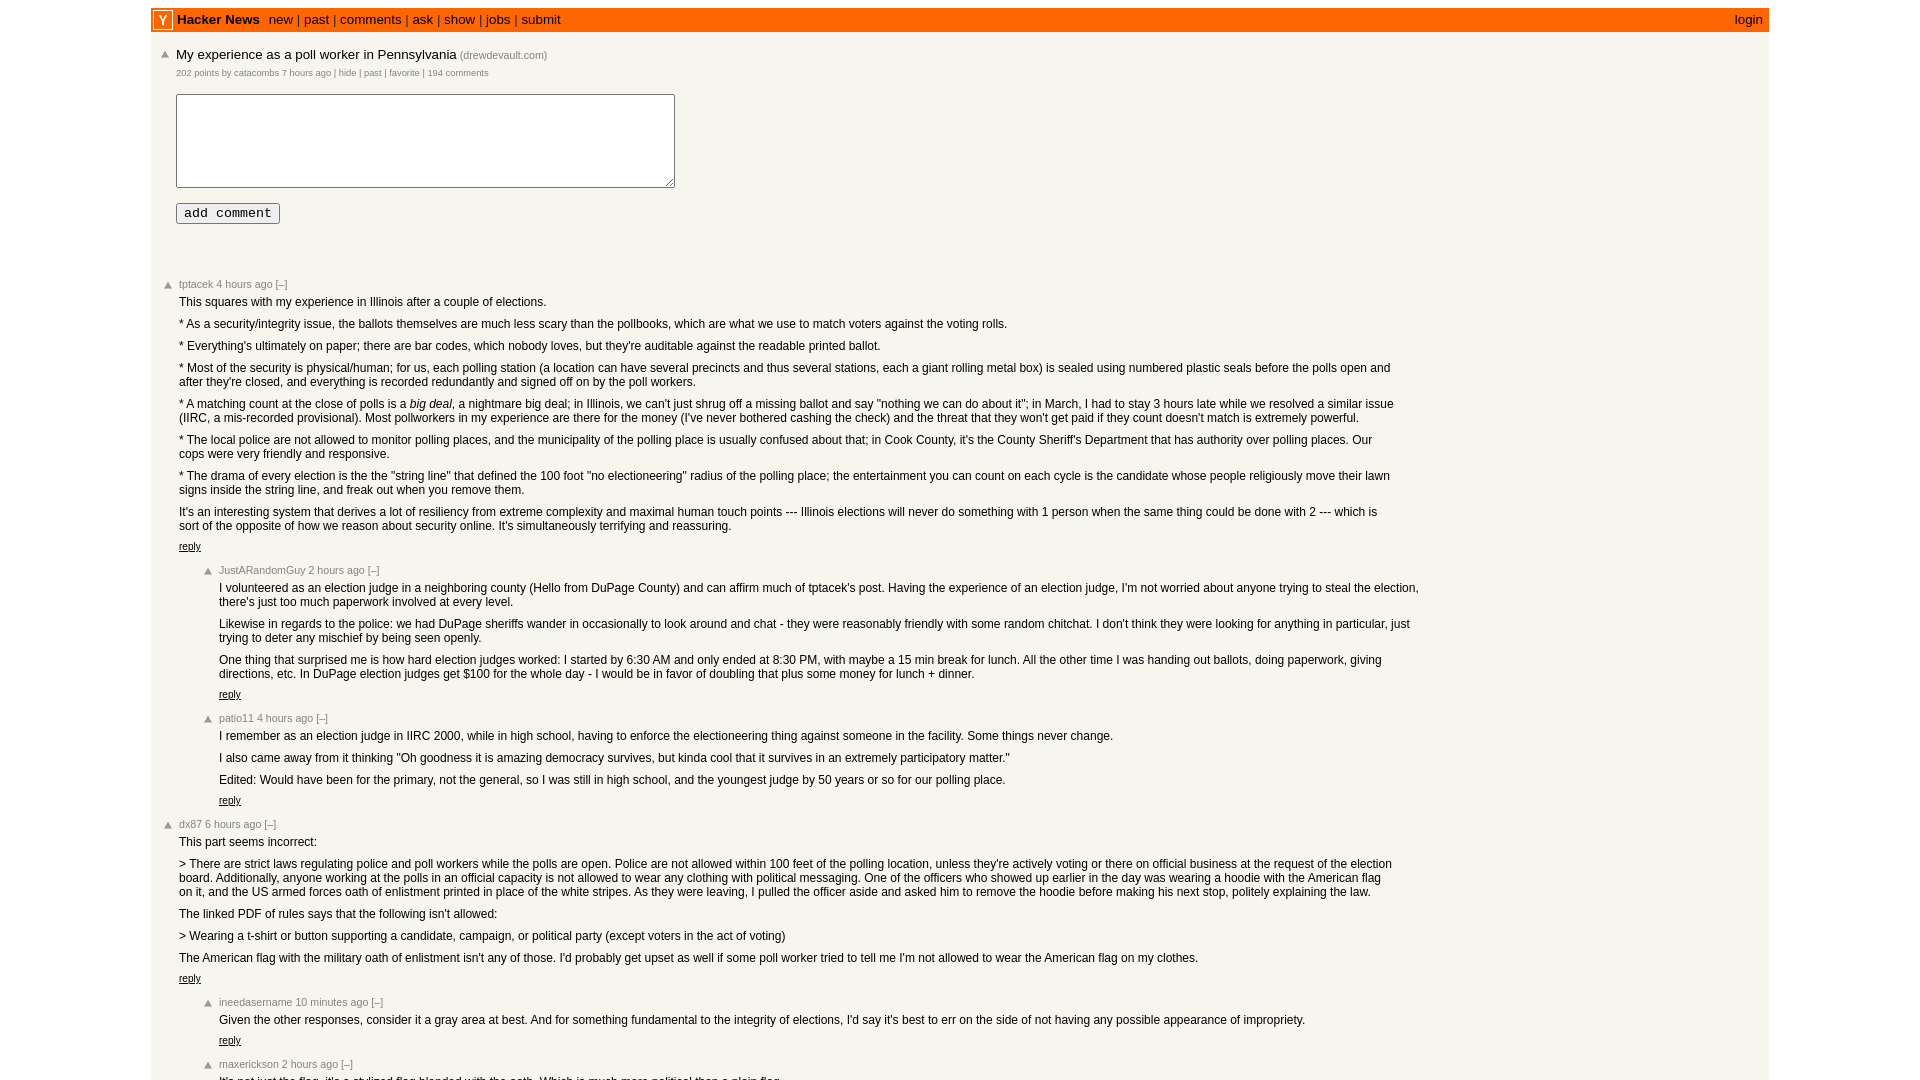 Y Hacker News new | past | comments | ask | show | jobs | submit login
My experience as a poll worker in Pennsylvania (drewdevault.com)
202 points by catacombs 7 hours ago | hide | past | favorite | 194 comments
add comment
tptacek 4 hours ago [–]
This squares with my experience in Illinois after a couple of elections.
* As a security/integrity issue, the ballots themselves are much less scary than the pollbooks, which are what we use to match voters against the voting rolls.
* Everything's ultimately on paper; there are bar codes, which nobody loves, but they're auditable against the readable printed ballot.
* Most of the security is physical/human; for us, each polling station (a location can have several precincts and thus several stations, each a giant rolling metal box) is sealed using numbered plastic seals before the polls open and
after they're closed, and everything is recorded redundantly and signed off on by the poll workers.
* A matching count at the close of polls is a big deal, a nightmare big deal; in Illinois, we can't just shrug off a missing ballot and say "nothing we can do about it"; in March, I had to stay 3 hours late while we resolved a similar issue
(IIRC, a mis-recorded provisional). Most pollworkers in my experience are there for the money (I've never bothered cashing the check) and the threat that they won't get paid if they count doesn't match is extremely powerful.
* The local police are not allowed to monitor polling places, and the municipality of the polling place is usually confused about that; in Cook County, it's the County Sheriff's Department that has authority over polling places. Our
cops were very friendly and responsive.
* The drama of every election is the the "string line" that defined the 100 foot "no electioneering" radius of the polling place; the entertainment you can count on each cycle is the candidate whose people religiously move their lawn
signs inside the string line, and freak out when you remove them.
It's an interesting system that derives a lot of resiliency from extreme complexity and maximal human touch points --- Illinois elections will never do something with 1 person when the same thing could be done with 2 --- which is
sort of the opposite of how we reason about security online. It's simultaneously terrifying and reassuring.
reply
JustARandomGuy 2 hours ago [–]
I volunteered as an election judge in a neighboring county (Hello from DuPage County) and can affirm much of tptacek's post. Having the experience of an election judge, I'm not worried about anyone trying to steal the election,
there's just too much paperwork involved at every level.
Likewise in regards to the police: we had DuPage sheriffs wander in occasionally to look around and chat - they were reasonably friendly with some random chitchat. I don't think they were looking for anything in particular, just
trying to deter any mischief by being seen openly.
One thing that surprised me is how hard election judges worked: I started by 6:30 AM and only ended at 8:30 PM, with maybe a 15 min break for lunch. All the other time I was handing out ballots, doing paperwork, giving
directions, etc. In DuPage election judges get $100 for the whole day - I would be in favor of doubling that plus some money for lunch + dinner.
reply
patio11 4 hours ago [–]
I remember as an election judge in IIRC 2000, while in high school, having to enforce the electioneering thing against someone in the facility. Some things never change.
I also came away from it thinking "Oh goodness it is amazing democracy survives, but kinda cool that it survives in an extremely participatory matter."
Edited: Would have been for the primary, not the general, so I was still in high school, and the youngest judge by 50 years or so for our polling place.
reply
dx87 6 hours ago [–]
This part seems incorrect:
> There are strict laws regulating police and poll workers while the polls are open. Police are not allowed within 100 feet of the polling location, unless they're actively voting or there on official business at the request of the election
board. Additionally, anyone working at the polls in an official capacity is not allowed to wear any clothing with political messaging. One of the officers who showed up earlier in the day was wearing a hoodie with the American flag
on it, and the US armed forces oath of enlistment printed in place of the white stripes. As they were leaving, I pulled the officer aside and asked him to remove the hoodie before making his next stop, politely explaining the law.
The linked PDF of rules says that the following isn't allowed:
> Wearing a t-shirt or button supporting a candidate, campaign, or political party (except voters in the act of voting)
The American flag with the military oath of enlistment isn't any of those. I'd probably get upset as well if some poll worker tried to tell me I'm not allowed to wear the American flag on my clothes.
reply
ineedasername 10 minutes ago [–]
Given the other responses, consider it a gray area at best. And for something fundamental to the integrity of elections, I'd say it's best to err on the side of not having any possible appearance of impropriety.
reply
maxerickson 2 hours ago [–]
It's not just the flag, it's a stylized flag blended with the oath. Which is much more political than a plain flag.